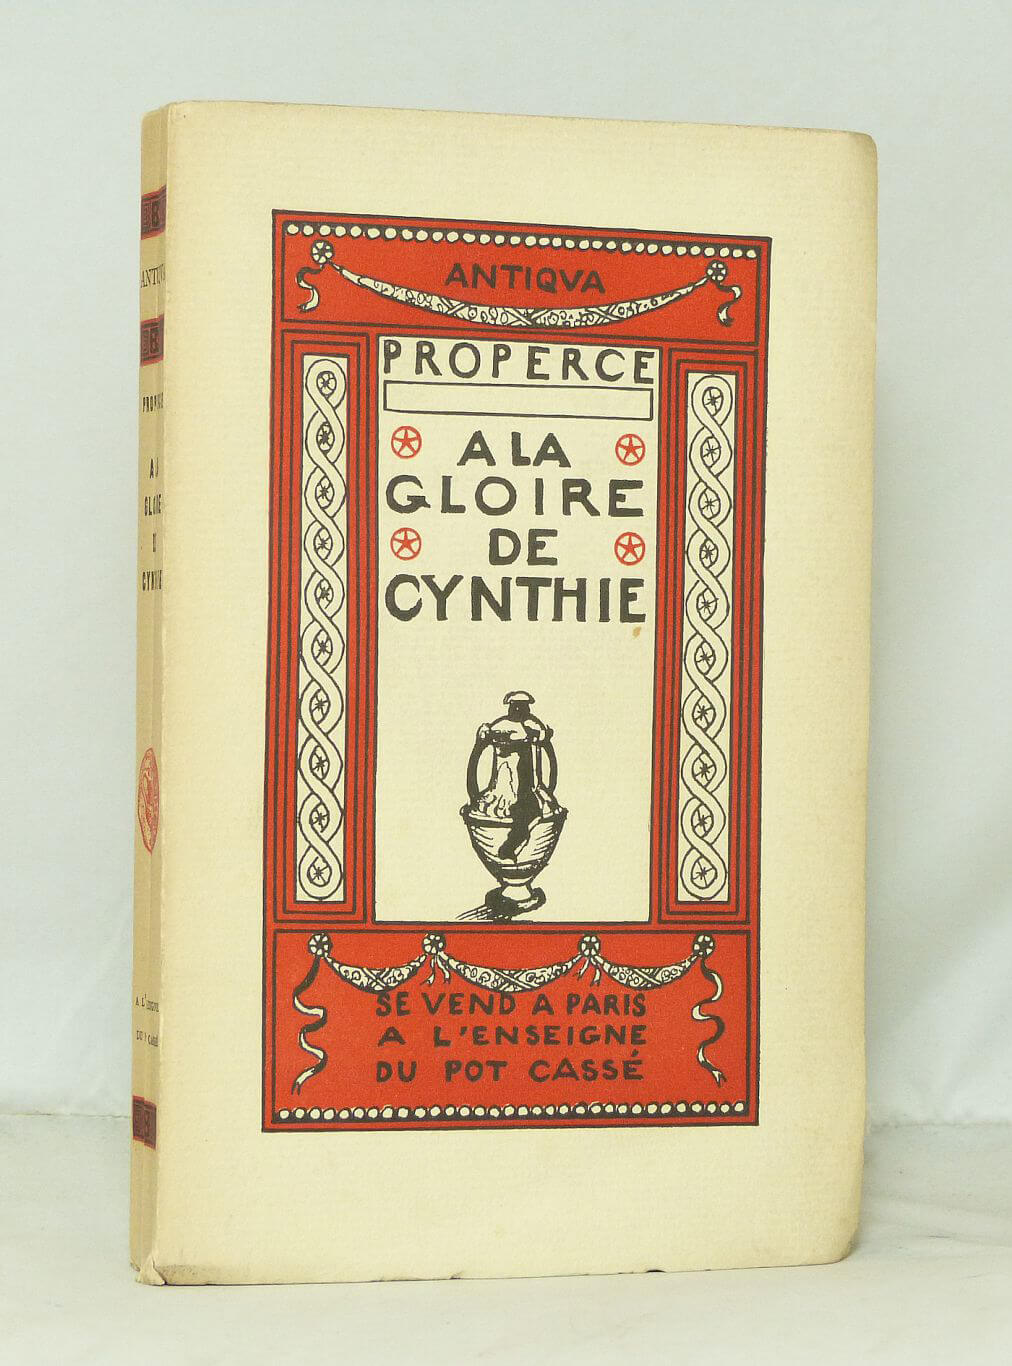 ANTIQVA
PROPERCE
A LA
GLOIRE
DE
CYNTHIE
SE VEND A PARIS
A L'ENSEIGNE
DU POT CASSÉ